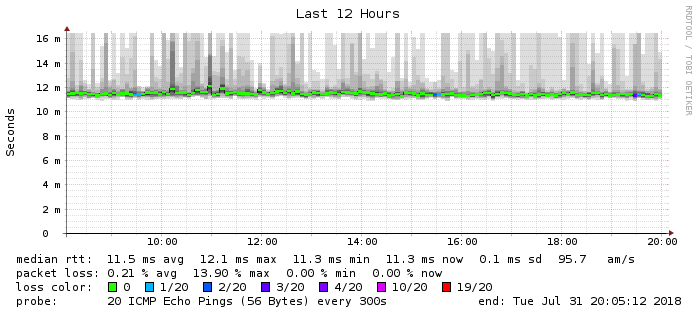 Last 12 Hours
RRDTOOL / TOBI OETIKER
Seconds
16 m
14 m
12 m
10 m
8 m
6 m
4 m
2 m
0
10:00 12:00 14:00 16:00 18:00 20:00
median rtt: 11.5 ms avg 12.1 ms max 11.3 ms min 11.3 ms now 0.1 ms sd 95.7 am/s
packet loss: 0.21 % avg 13.90 % max 0.00 % min 0.00 % now
loss color: 0 1/20 2/20 3/20 4/20 10/20 19/20
probe: 20 ICMP Echo Pings (56 Bytes) every 300s end: Tue Jul 31 20:05:12 2018